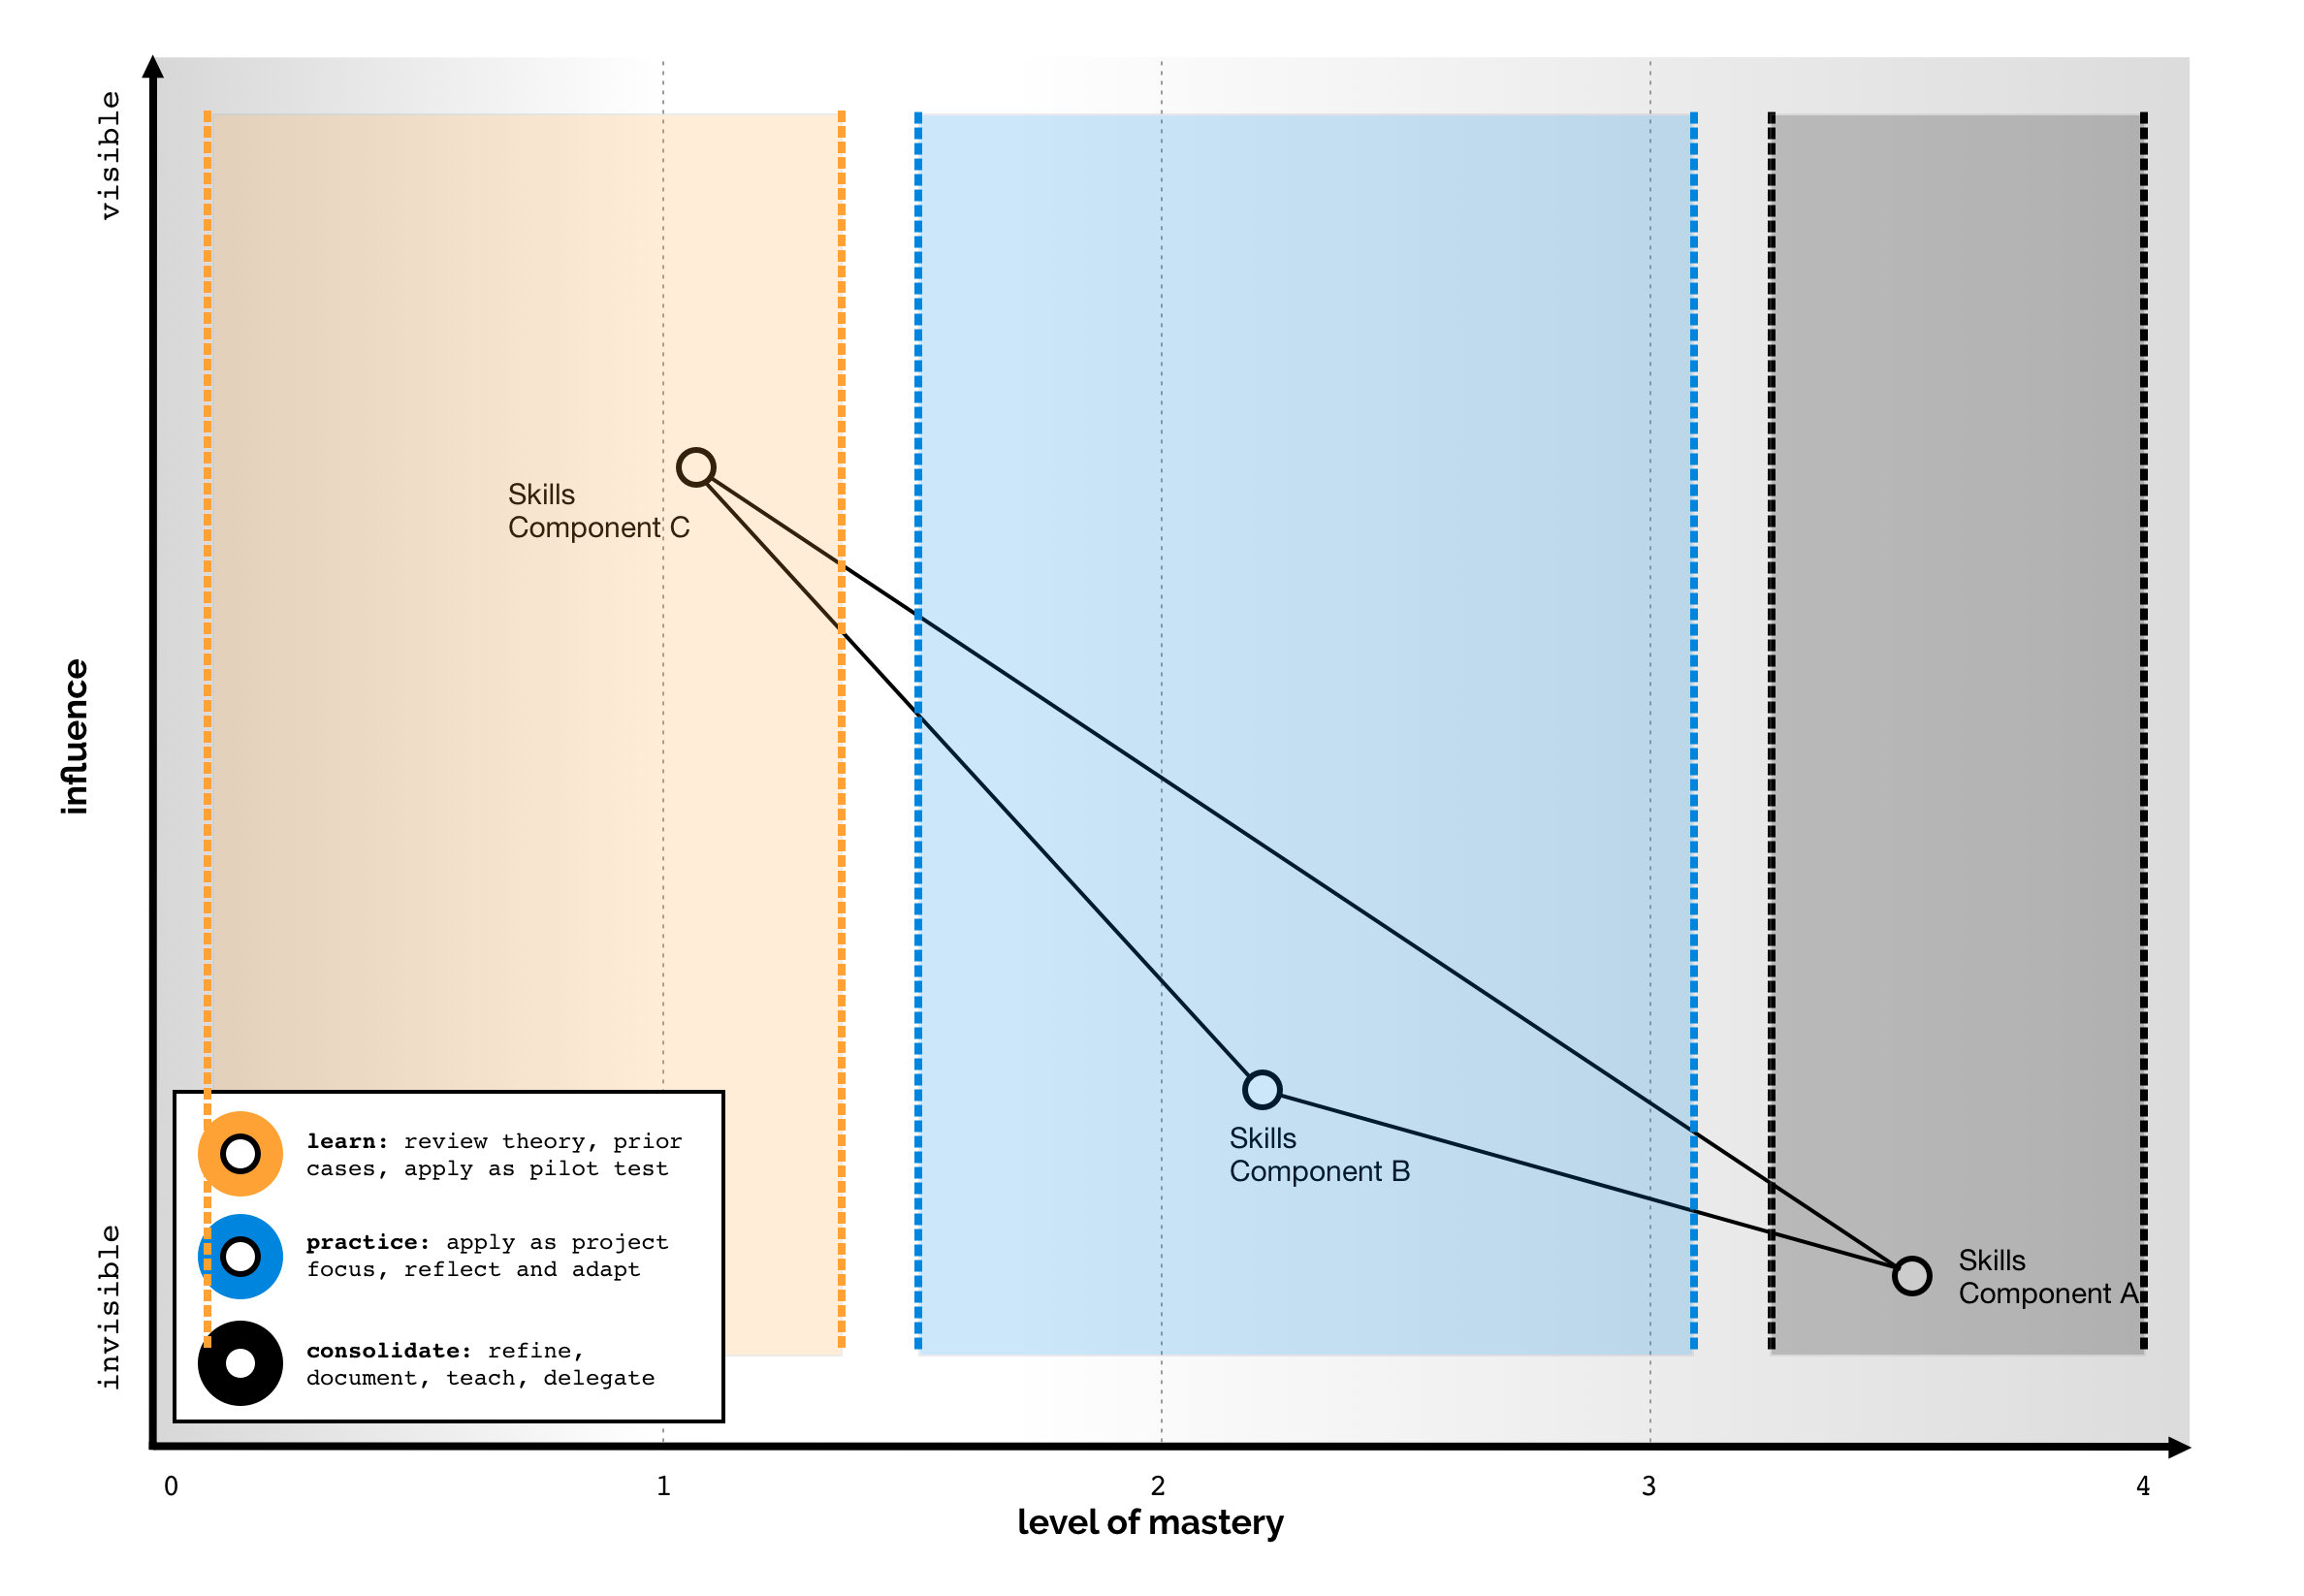 visible
influence
invisible
Skills
Component C
Skills
Component B
Skills
Component A
learn: review theory, prior
cases, apply as pilot test
practice: apply as project
focus, reflect and adapt
consolidate: refine,
document, teach, delegate
0 1 2 3 4
level of mastery